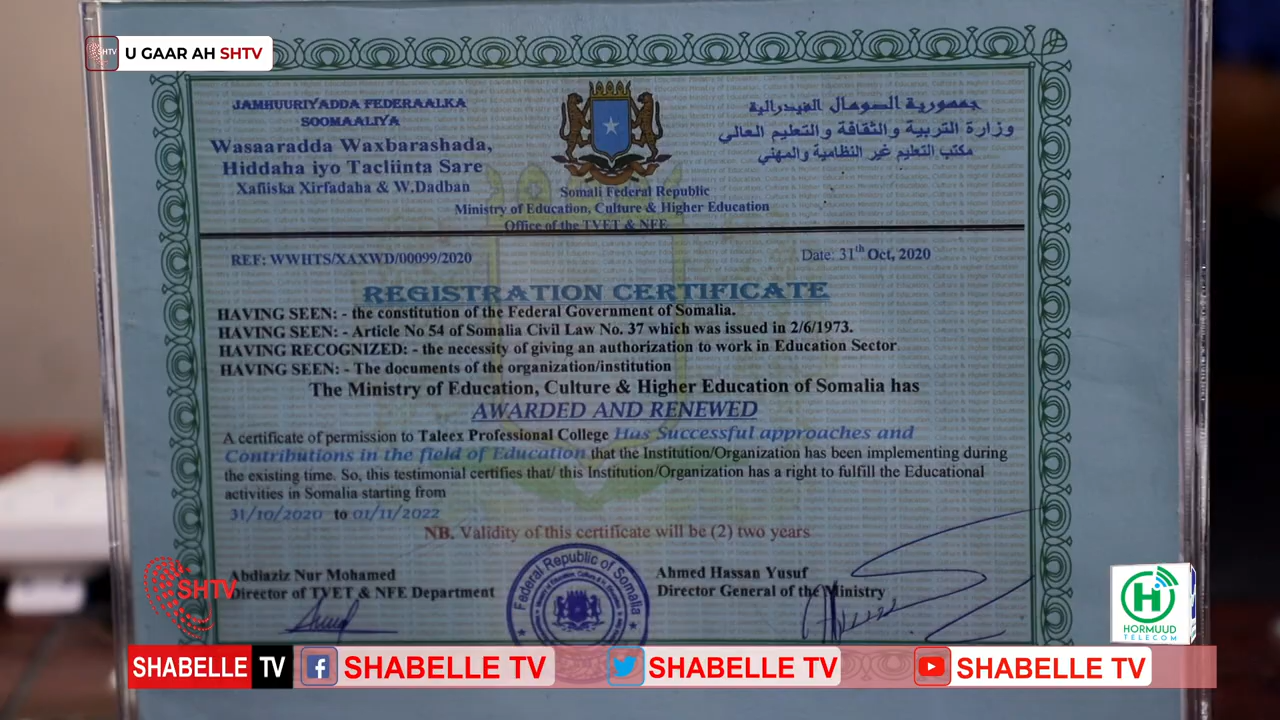 U GAAR AH SHTV
JAMHUURIYADDA FEDERAALKA
SOOMAALIYA
Wasaaradda Waxbarashada,
Hiddaha iyo Tacliinta Sare
Xafiiska Xirfadaha & W.Dadban
جمهورية الصومال الفيدرالية
وزارة التربية والثقافة والتعليم العالي
مكتب التعليم غير النظامية والمهني
Somali Federal Republic
Ministry of Education, Culture & Higher Education
Office of the TVET & NFE
REF: WWHTS/XAXWD/00099/2020
Date: 31th Oct, 2020
REGISTRATION CERTIFICATE
HAVING SEEN: - the constitution of the Federal Government of Somalia.
HAVING SEEN: - Article No 54 of Somalia Civil Law No. 37 which was issued in 2/6/1973.
HAVING RECOGNIZED: - the necessity of giving an authorization to work in Education Sector
HAVING SEEN: - The documents of the organization/institution
The Ministry of Education, Culture & Higher Education of Somalia has
AWARDED AND RENEWED
A certificate of permission to Taleex Professional College Has Successful approaches and
Contributions in the field of Education that the Institution/Organization has been implementing during
the existing time. So, this testimonial certifies that/ this Institution/Organization has a right to fulfill the Educational
activities in Somalia starting from
31/10/2020 to 01/11/2022
NB. Validity of this certificate will be (2) two years
Abdiaziz Nur Mohamed
Director of TVET & NFE Department
Ahmed Hassan Yusuf
Director General of the Ministry
Federal Republic of Somalia
SHTV
HORMUUD
TELECOM
SHABELLE TV
SHABELLE TV
SHABELLE TV
SHABELLE TV